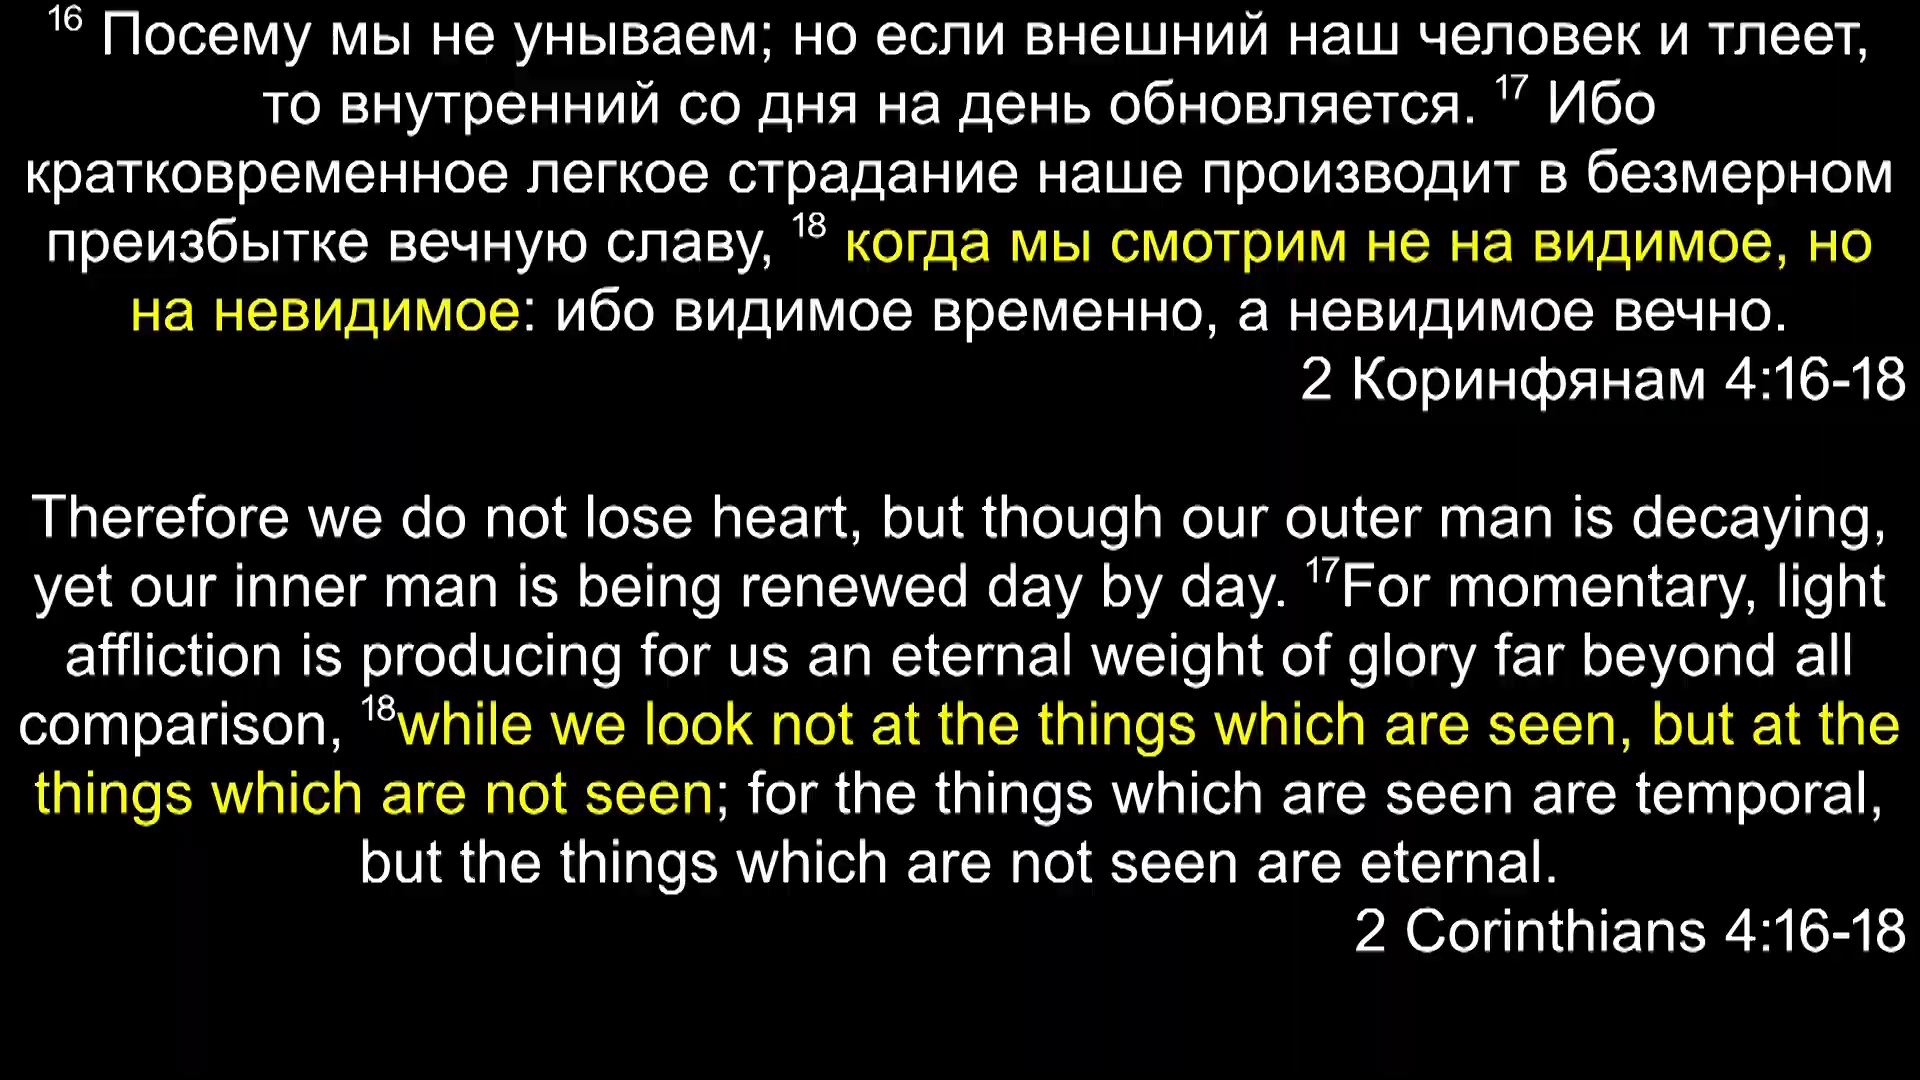 16 Посему мы не унываем; но если внешний наш человек и тлеет,
то внутренний со дня на день обновляется. 17 Ибо
кратковременное легкое страдание наше производит в безмерном
преизбытке вечную славу, 18 когда мы смотрим не на видимое, но
на невидимое: ибо видимое временно, а невидимое вечно.
2 Коринфянам 4:16-18
Therefore we do not lose heart, but though our outer man is decaying,
yet our inner man is being renewed day by day. 17For momentary, light
affliction is producing for us an eternal weight of glory far beyond all
comparison, 18while we look not at the things which are seen, but at the
things which are not seen; for the things which are seen are temporal,
but the things which are not seen are eternal.
2 Corinthians 4:16-18